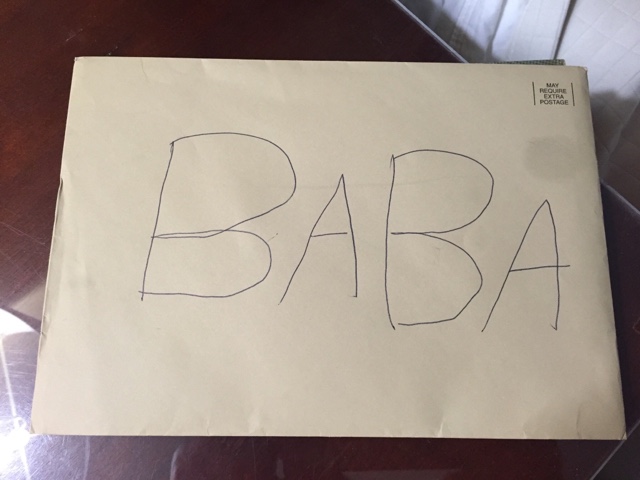 MAY
REQUIRE
EXTRA
POSTAGE
BABA